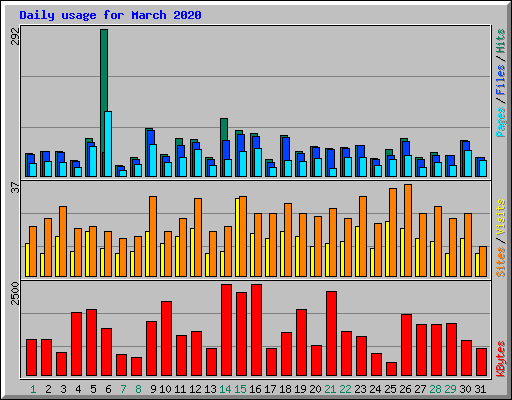 Daily usage for March 2020
292
37
2500
Pages / Files / Hits
Sites / Visits
KBytes
1 2 3 4 5 6 7 8 9 10 11 12 13 14 15 16 17 18 19 20 21 22 23 24 25 26 27 28 29 30 31